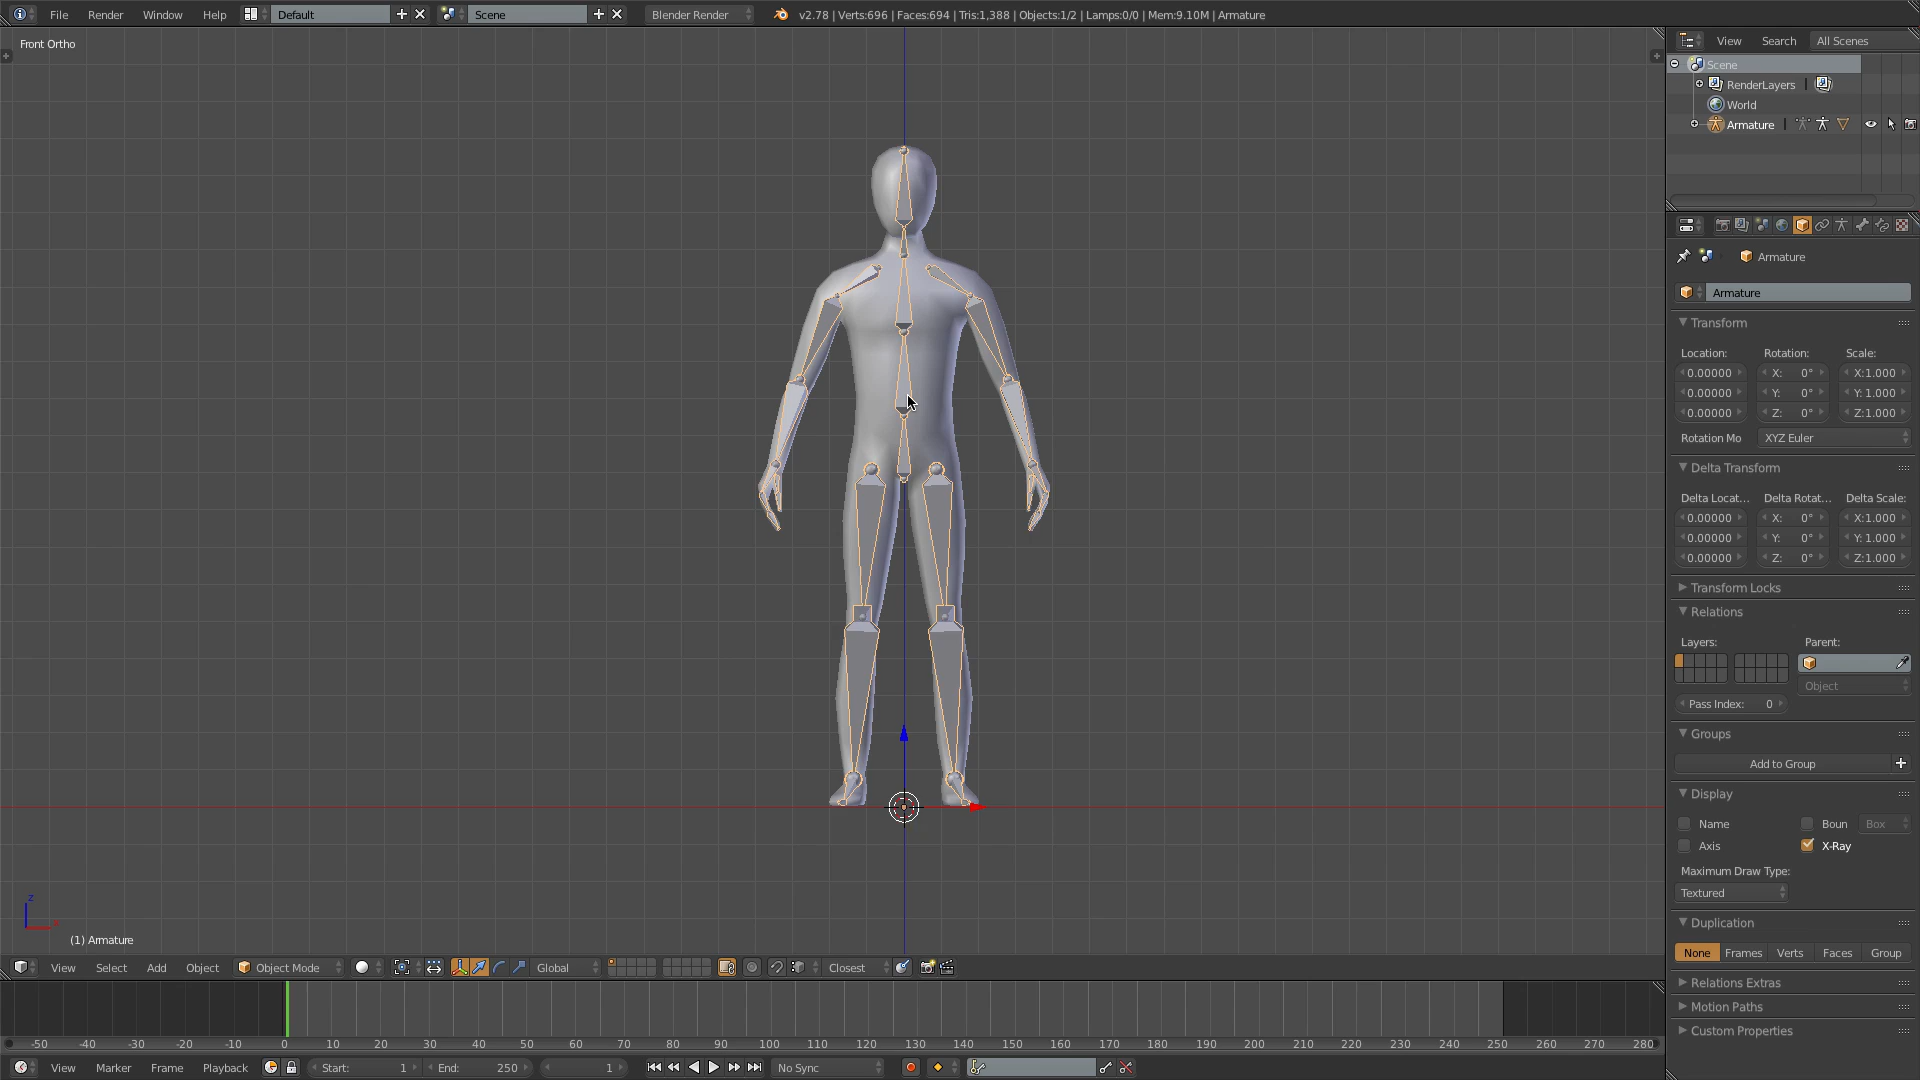 File Render Window Help Default Scene Blender Render v2.78 | Verts:696 | Faces:694 | Tris:1,388 | Objects:1/2 | Lamps:0/0 | Mem:9.10M | Armature
Front Ortho
View Search All Scenes
Scene
RenderLayers
World
Armature
Armature
Armature
Transform
Location: Rotation: Scale:
0.00000 X: 0° X:1.000
0.00000 Y: 0° Y: 1.000
0.00000 Z: 0° Z:1.000
Rotation Mo XYZ Euler
Delta Transform
Delta Locat... Delta Rotat... Delta Scale:
0.00000 X: 0° X:1.000
0.00000 Y: 0° Y: 1.000
0.00000 Z: 0° Z:1.000
Transform Locks
Relations
Layers: Parent:
Object
Pass Index: 0
Groups
Add to Group
Display
Name Boun Box
Axis X-Ray
Maximum Draw Type:
Textured
Duplication
None Frames Verts Faces Group
Relations Extras
Motion Paths
Custom Properties
z
(1) Armature
View Select Add Object Object Mode Global Closest
-50 -40 -30 -20 -10 0 10 20 30 40 50 60 70 80 90 100 110 120 130 140 150 160 170 180 190 200 210 220 230 240 250 260 270 280
View Marker Frame Playback Start: 1 End: 250 1 No Sync